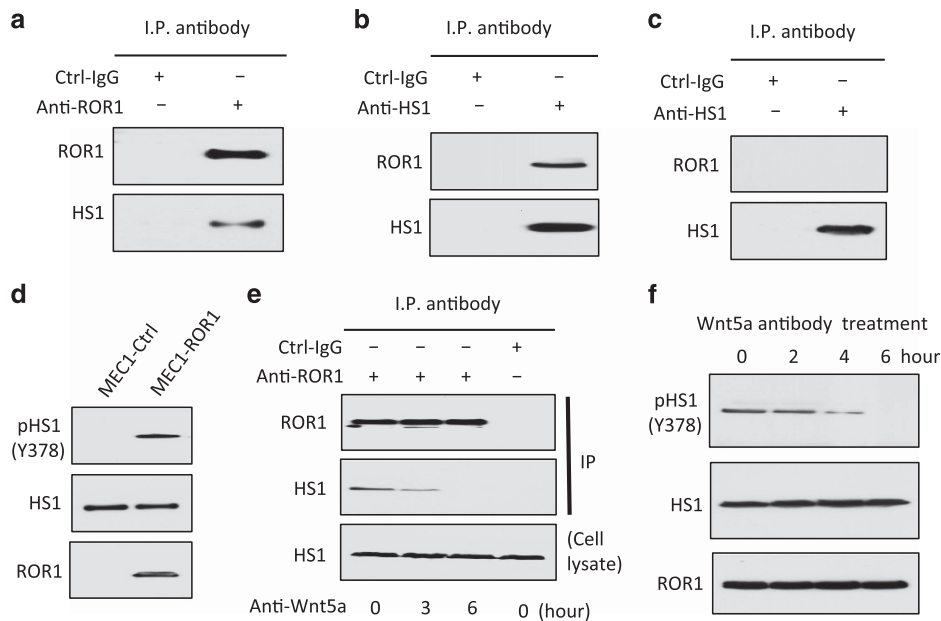 a
I.P. antibody
Ctrl-IgG + –
Anti-ROR1 – +
ROR1
HS1
b
I.P. antibody
Ctrl-IgG + –
Anti-HS1 – +
ROR1
HS1
c
I.P. antibody
Ctrl-IgG + –
Anti-HS1 – +
ROR1
HS1
d
MEC1-Ctrl
MEC1-ROR1
pHS1
(Y378)
HS1
ROR1
e
I.P. antibody
Ctrl-IgG – – – +
Anti-ROR1 + + + –
ROR1
HS1
IP
HS1
(Cell
lysate)
Anti-Wnt5a 0 3 6 0 (hour)
f
Wnt5a antibody treatment
0 2 4 6 hour
pHS1
(Y378)
HS1
ROR1